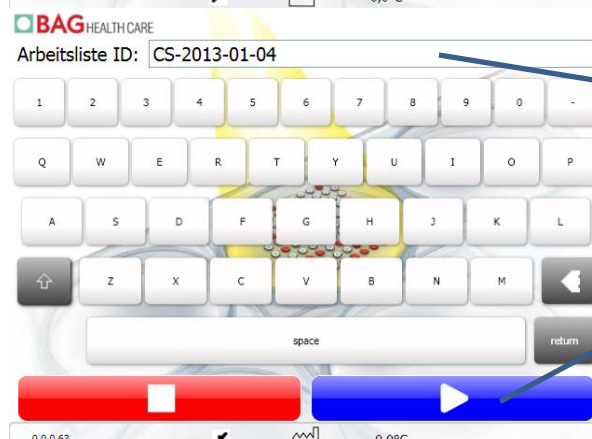 BAG HEALTH CARE
Arbeitsliste ID: CS-2013-01-04
1 2 3 4 5 6 7 8 9 0 -
Q W E R T Y U I O P
A S D F G H J K L
Z X C V B N M
space return